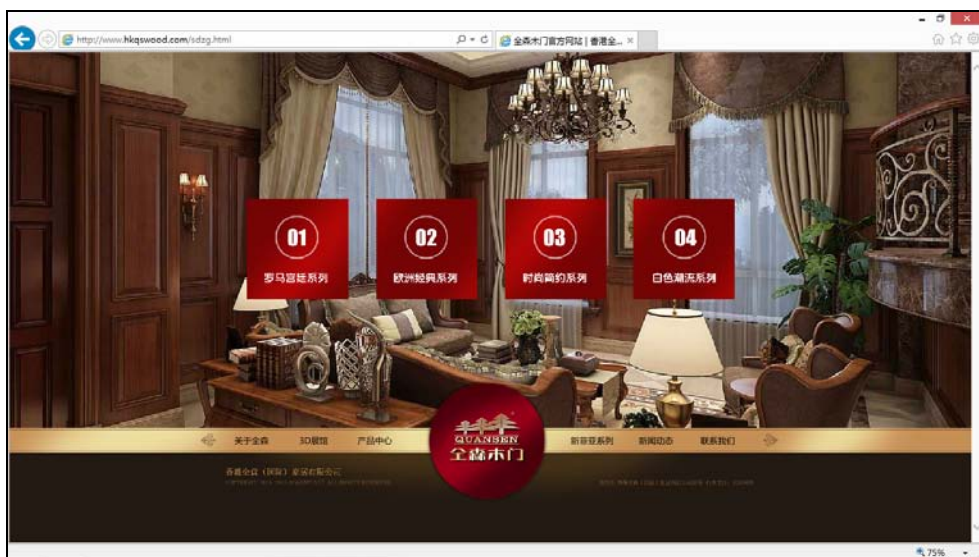 http://www.hkqswood.com/sdzg.html
全森木门官方网站 | 香港全...
01
罗马宫廷系列
02
欧洲经典系列
03
时尚简约系列
04
白色潮流系列
关于全森
3D展馆
产品中心
QUANSEN
全森木门
新菲亚系列
新闻动态
联系我们
香港全森（国际）家居有限公司
75%